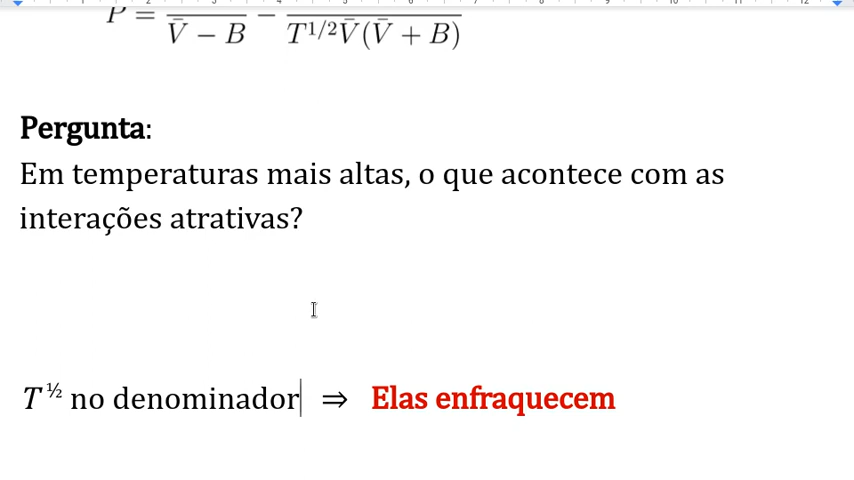 P = / V̄ − B − / T^{1/2}V̄(V̄ + B)
Pergunta:
Em temperaturas mais altas, o que acontece com as
interações atrativas?
T^½ no denominador ⇒ Elas enfraquecem